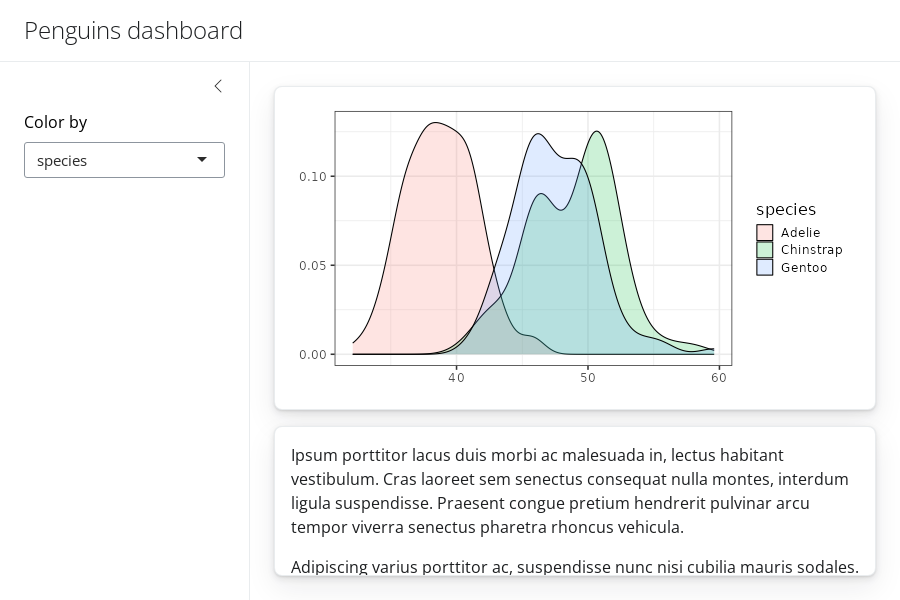 Penguins dashboard
Color by
species
0.10
0.05
0.00
40
50
60
species
Adelie
Chinstrap
Gentoo
Ipsum porttitor lacus duis morbi ac malesuada in, lectus habitant
vestibulum. Cras laoreet sem senectus consequat nulla montes, interdum
ligula suspendisse. Praesent congue pretium hendrerit pulvinar arcu
tempor viverra senectus pharetra rhoncus vehicula.
Adipiscing varius porttitor ac, suspendisse nunc nisi cubilia mauris sodales.